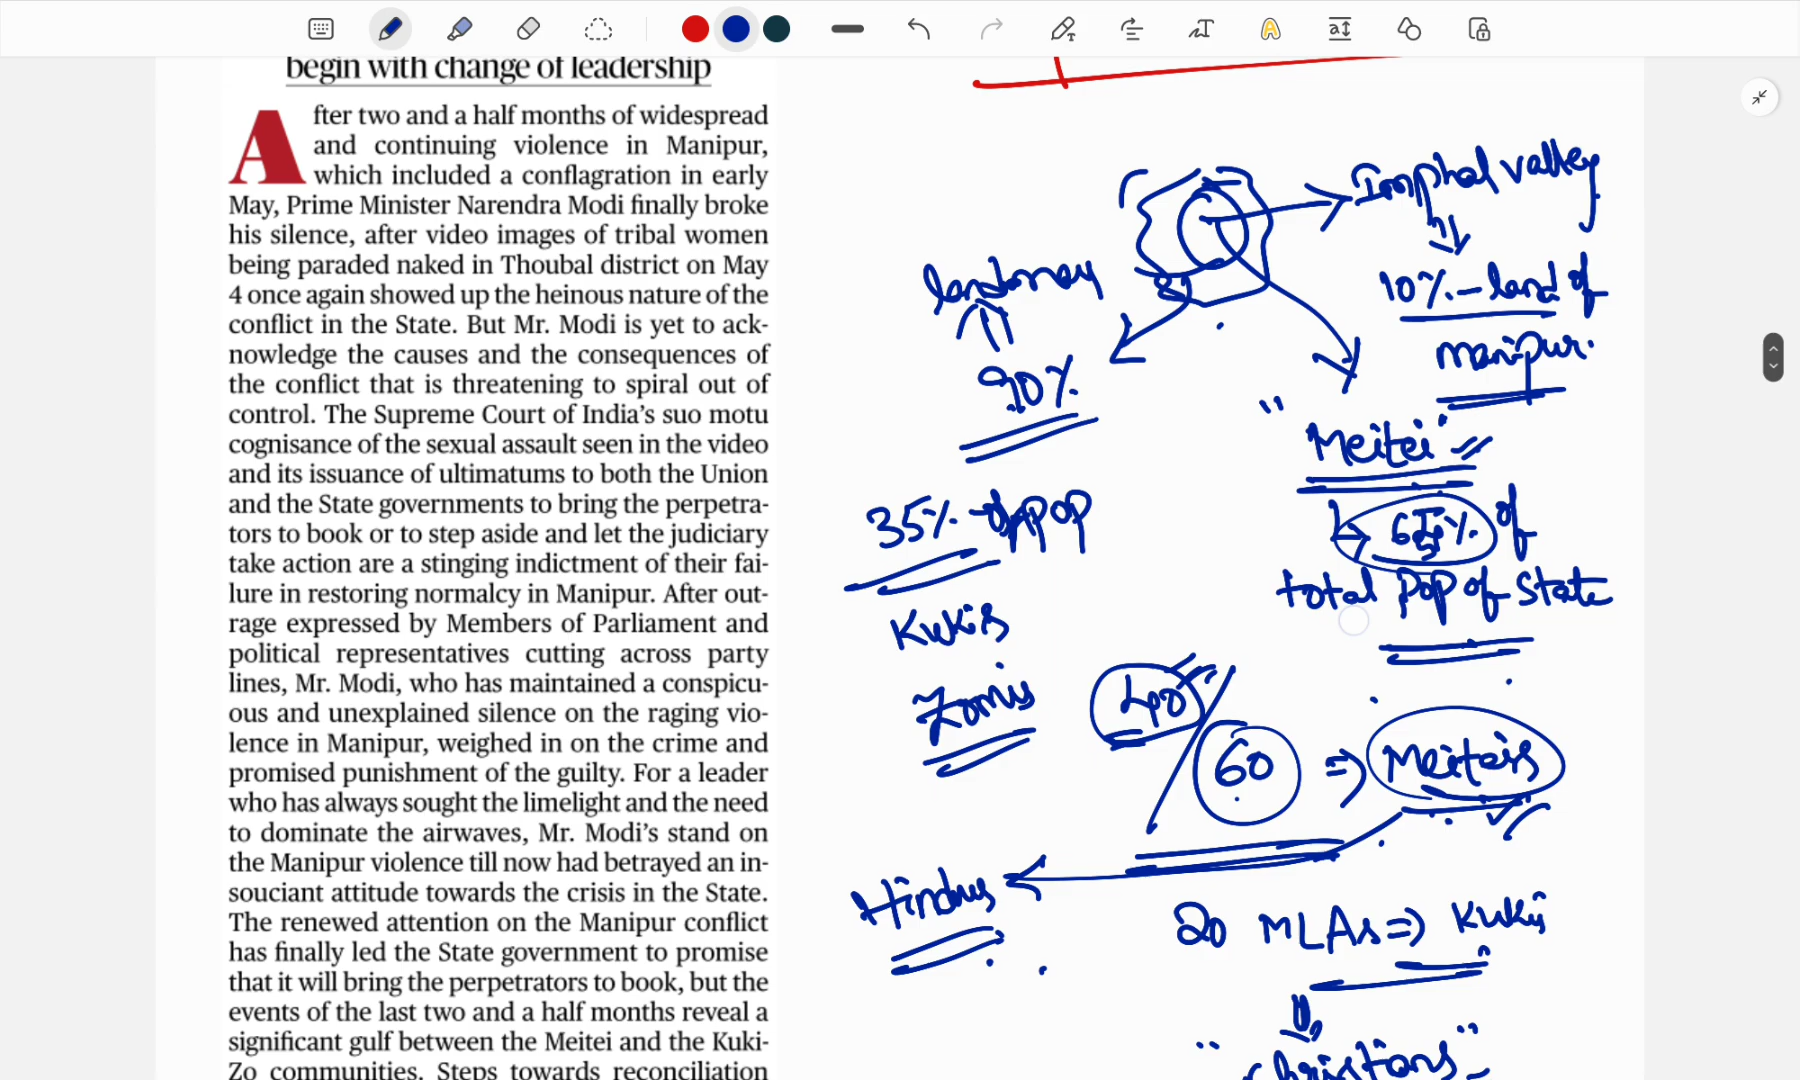 begin with change of leadership
After two and a half months of widespread
and continuing violence in Manipur,
which included a conflagration in early
May, Prime Minister Narendra Modi finally broke
his silence, after video images of tribal women
being paraded naked in Thoubal district on May
4 once again showed up the heinous nature of the
conflict in the State. But Mr. Modi is yet to ack-
nowledge the causes and the consequences of
the conflict that is threatening to spiral out of
control. The Supreme Court of India's suo motu
cognisance of the sexual assault seen in the video
and its issuance of ultimatums to both the Union
and the State governments to bring the perpetra-
tors to book or to step aside and let the judiciary
take action are a stinging indictment of their fai-
lure in restoring normalcy in Manipur. After out-
rage expressed by Members of Parliament and
political representatives cutting across party
lines, Mr. Modi, who has maintained a conspicu-
ous and unexplained silence on the raging vio-
lence in Manipur, weighed in on the crime and
promised punishment of the guilty. For a leader
who has always sought the limelight and the need
to dominate the airwaves, Mr. Modi's stand on
the Manipur violence till now had betrayed an in-
souciant attitude towards the crisis in the State.
The renewed attention on the Manipur conflict
has finally led the State government to promise
that it will bring the perpetrators to book, but the
events of the last two and a half months reveal a
significant gulf between the Meitei and the Kuki-
Zo communities. Steps towards reconciliation
Imphal valley
10% - land of
manipur.
90%
"Meitei"
35% - of pop
65% of
total pop of state
Kukis
Zomis
40
60 => Meiteis
Hindus
20 MLAs => Kukis
"Christians"